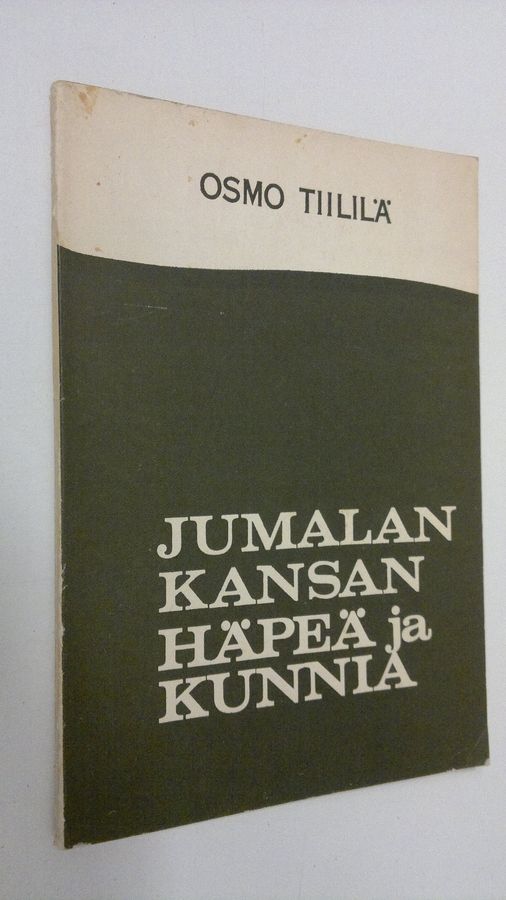 OSMO TIILILÄ
JUMALAN
KANSAN
HÄPEÄ ja
KUNNIA